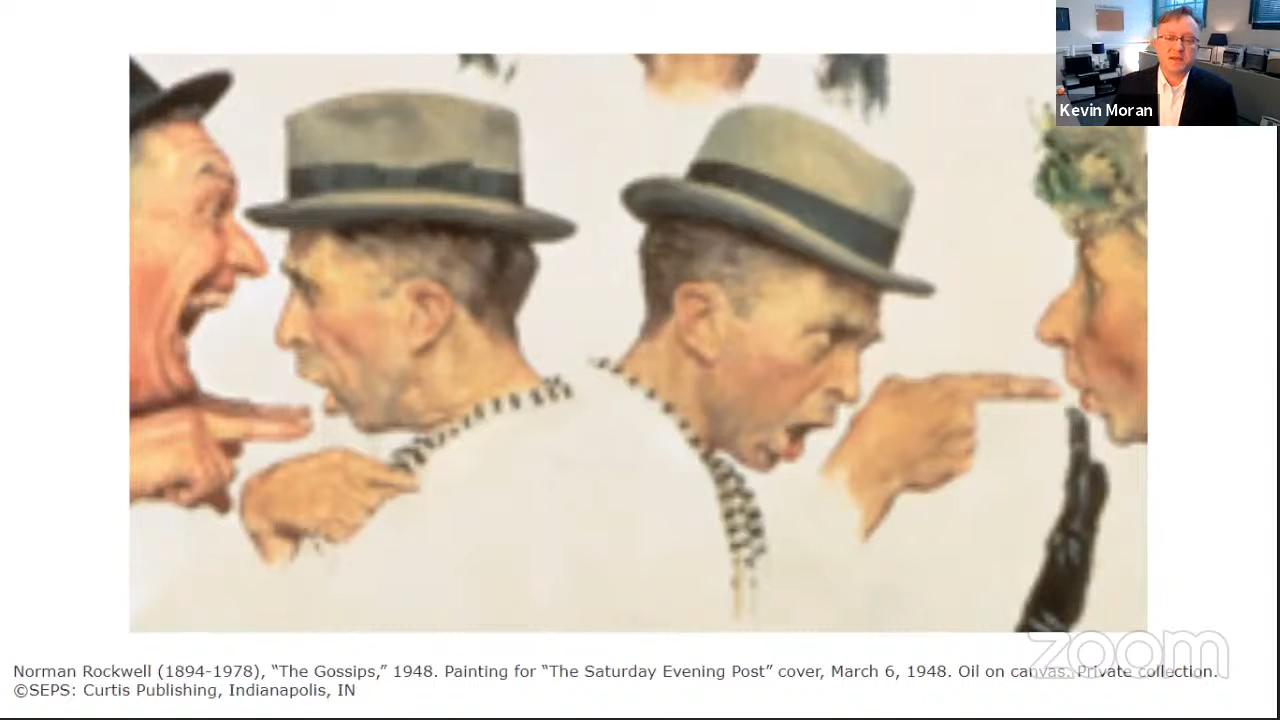 Kevin Moran
zoom
Norman Rockwell (1894-1978), “The Gossips,” 1948. Painting for “The Saturday Evening Post” cover, March 6, 1948. Oil on canvas. Private collection.
©SEPS: Curtis Publishing, Indianapolis, IN